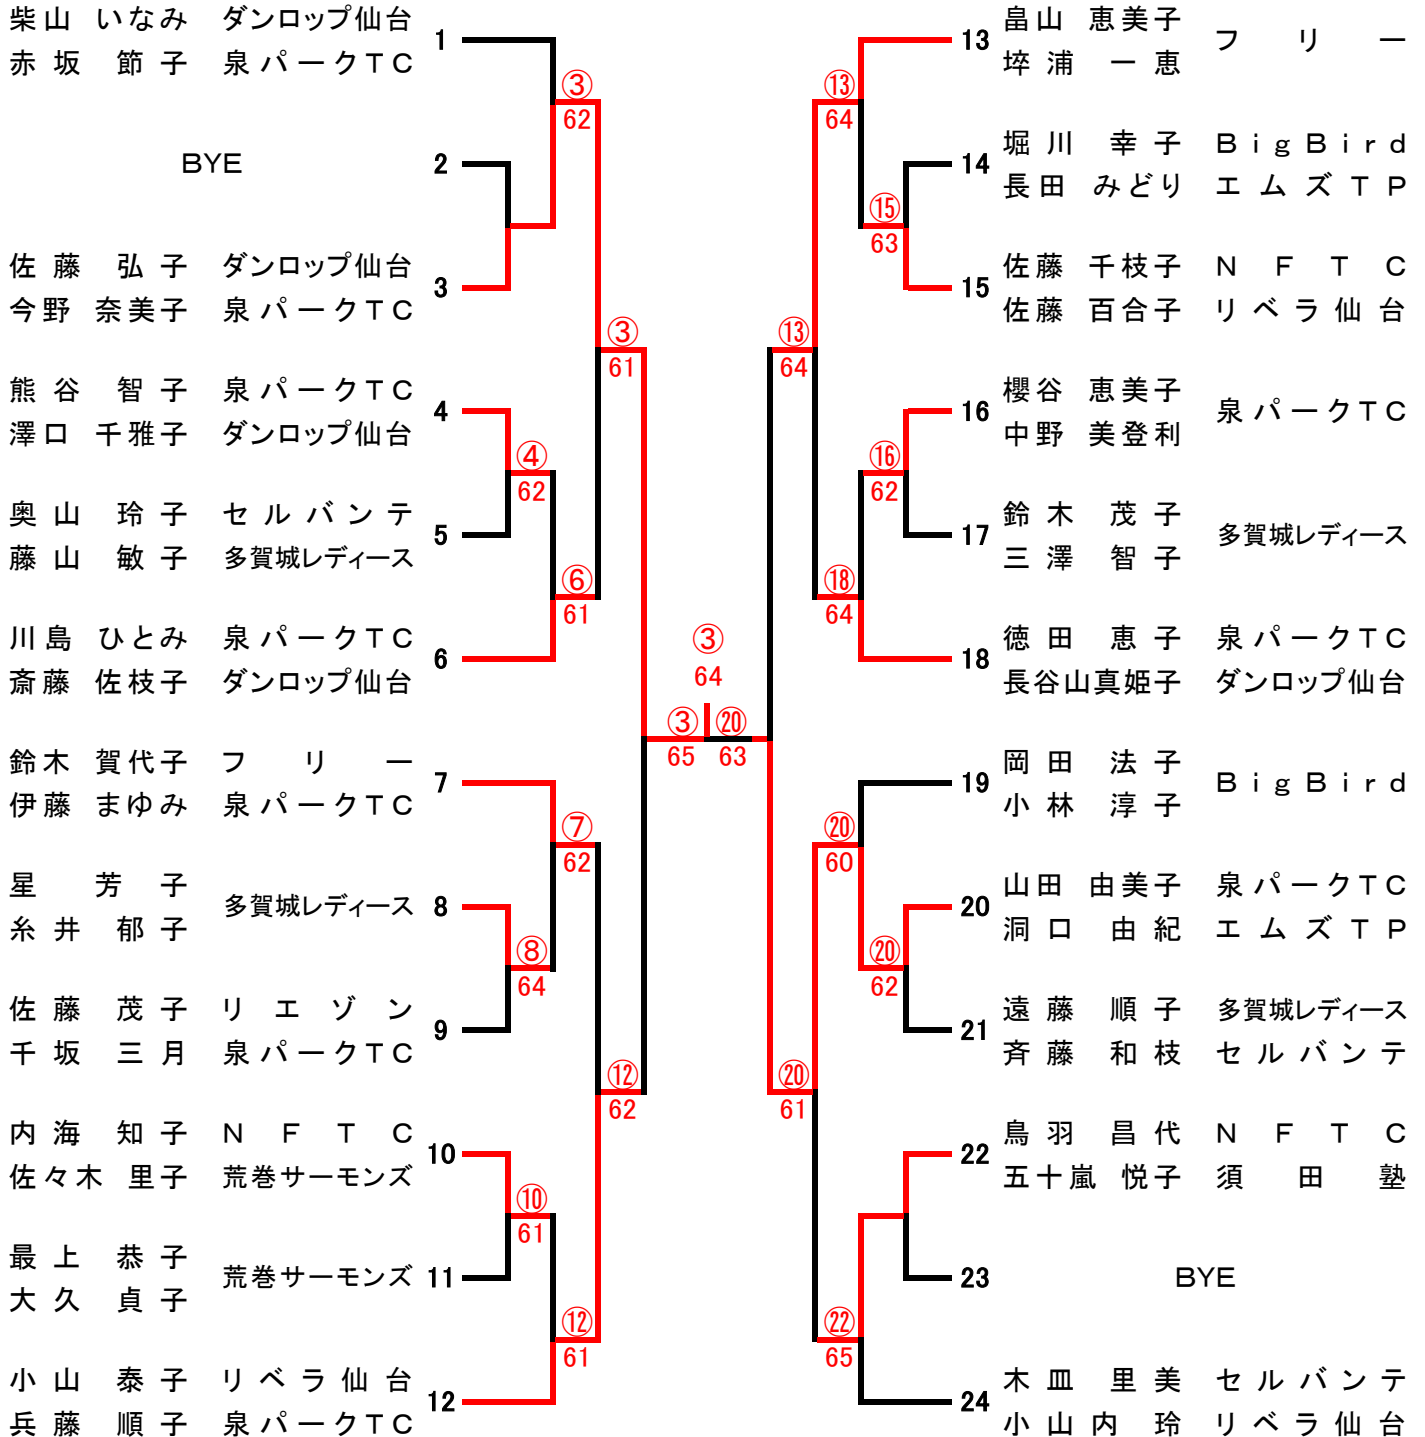 柴山 いなみ ダンロップ仙台
1
赤坂 節子 泉パークTC
BYE
2
佐藤 弘子 ダンロップ仙台
3
今野 奈美子 泉パークTC
熊谷 智子 泉パークTC
4
澤口 千雅子 ダンロップ仙台
奥山 玲子 セルバンテ
5
藤山 敏子 多賀城レディース
川島 ひとみ 泉パークTC
6
斎藤 佐枝子 ダンロップ仙台
鈴木 賀代子 フリー
7
伊藤 まゆみ 泉パークTC
星 芳子
多賀城レディース 8
糸井 郁子
佐藤 茂子 リエゾン
9
千坂 三月 泉パークTC
内海 知子 NFTC
10
佐々木 里子 荒巻サーモンズ
最上 恭子
荒巻サーモンズ 11
大久 貞子
小山 泰子 リベラ仙台
12
兵藤 順子 泉パークTC
③
62
④
62
⑥
61
⑦
62
⑧
64
⑩
61
⑫
61
③
61
⑫
62
③
65
③
64
⑳
63
⑬
64
⑳
61
⑬
64
⑮
63
⑯
62
⑱
64
⑳
60
⑳
62
㉒
65
畠山 恵美子
13 フリー
埣浦 一恵
堀川 幸子 BigBird
14
長田 みどり エムズTP
佐藤 千枝子 NFTC
15
佐藤 百合子 リベラ仙台
櫻谷 恵美子
16 泉パークTC
中野 美登利
鈴木 茂子
17 多賀城レディース
三澤 智子
徳田 恵子 泉パークTC
18
長谷山真姫子 ダンロップ仙台
岡田 法子
19 BigBird
小林 淳子
山田 由美子 泉パークTC
20
洞口 由紀 エムズTP
遠藤 順子 多賀城レディース
21
斉藤 和枝 セルバンテ
鳥羽 昌代 NFTC
22
五十嵐 悦子 須田塾
23 BYE
木皿 里美 セルバンテ
24
小山内 玲 リベラ仙台